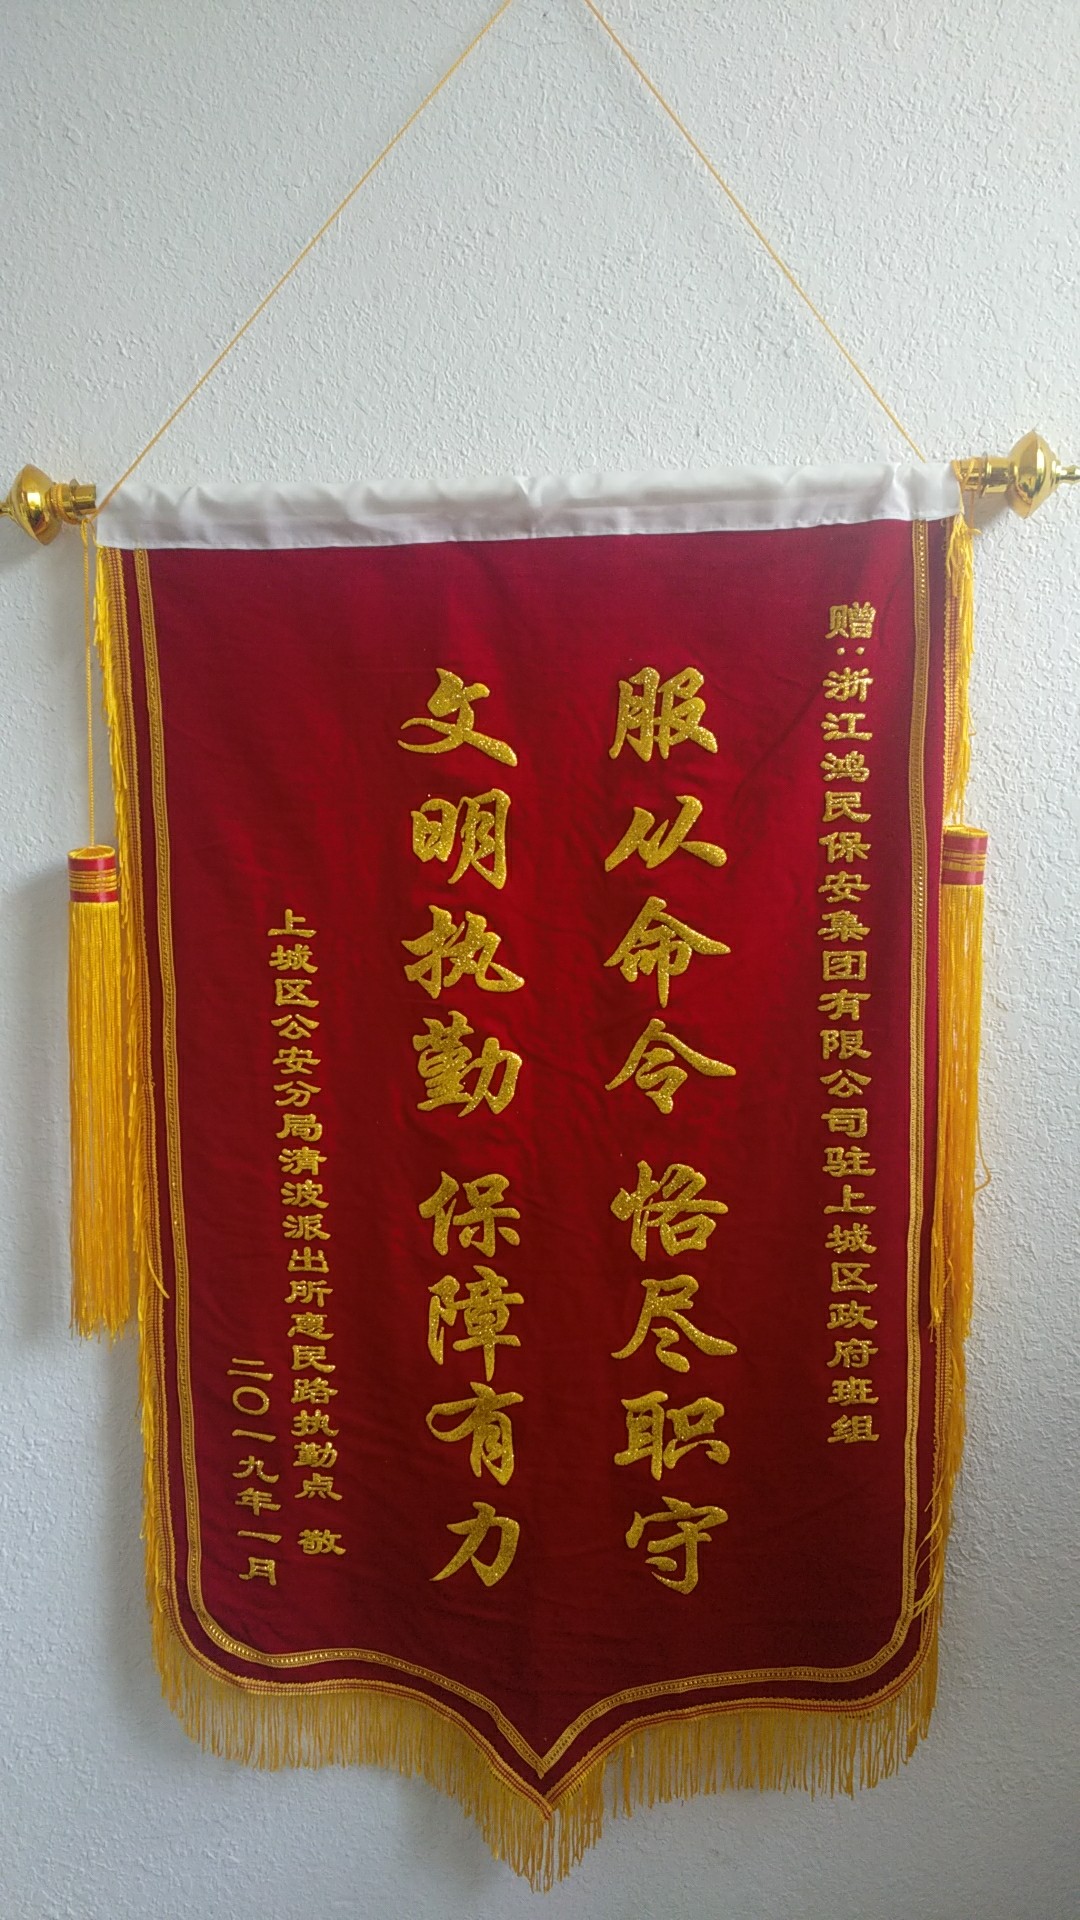 赠：浙江鸿民保安集团有限公司驻上城区政府班组
服从命令 恪尽职守
文明执勤 保障有力
上城区公安分局清波派出所惠民路执勤点 敬
二〇一九年一月